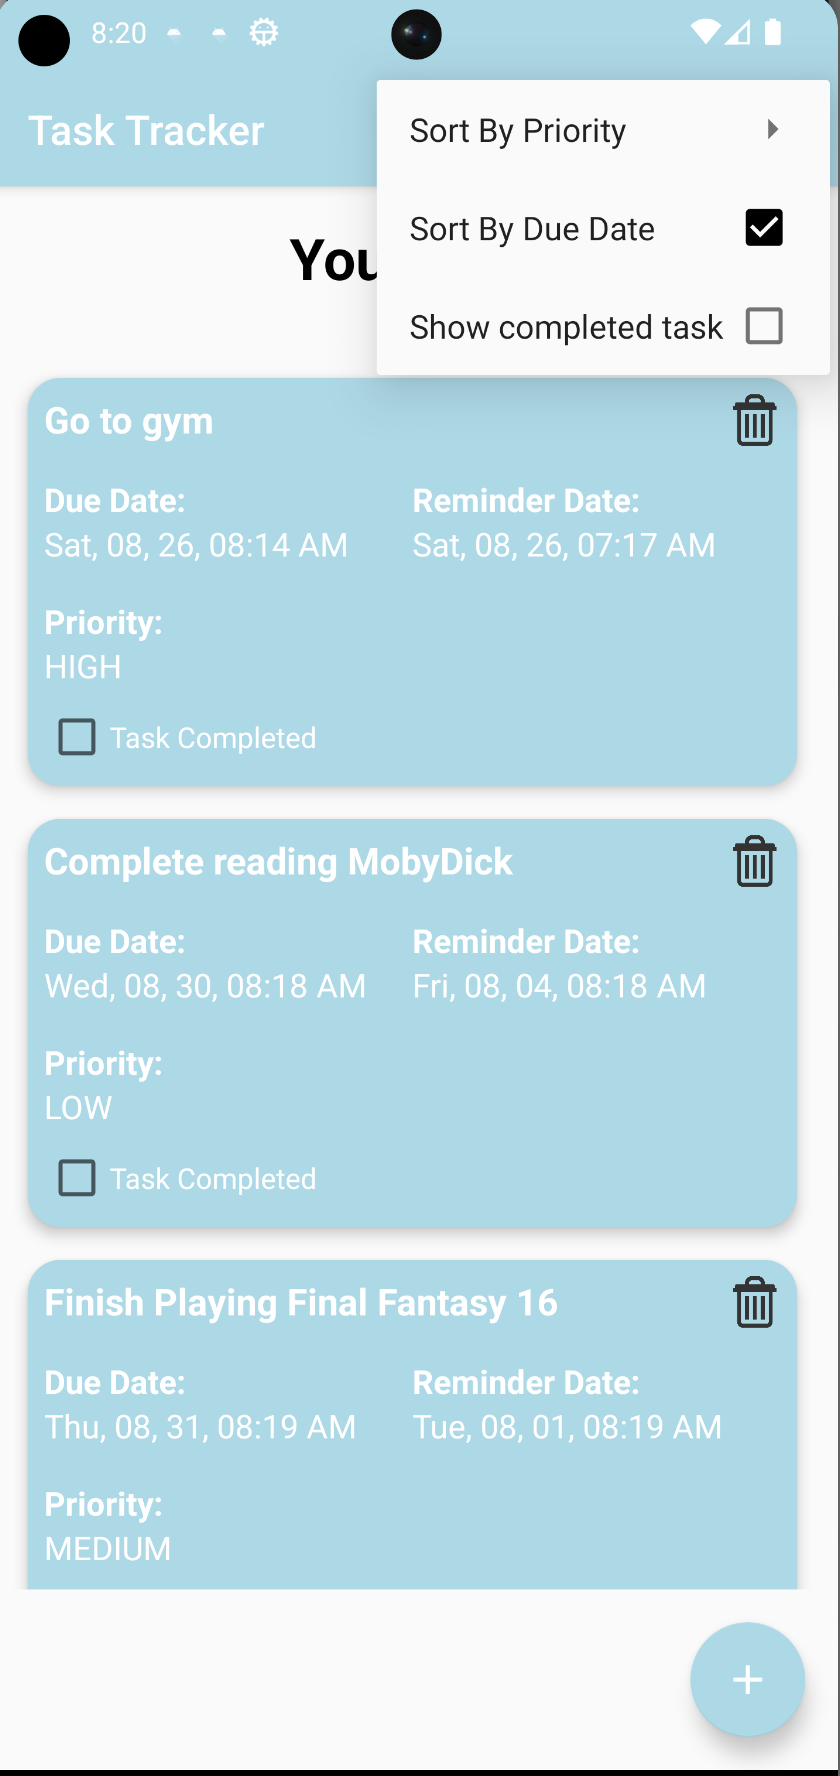 8:20
Task Tracker
Sort By Priority
Sort By Due Date
Show completed task
You
Go to gym
Due Date: Reminder Date:
Sat, 08, 26, 08:14 AM Sat, 08, 26, 07:17 AM
Priority:
HIGH
Task Completed
Complete reading MobyDick
Due Date: Reminder Date:
Wed, 08, 30, 08:18 AM Fri, 08, 04, 08:18 AM
Priority:
LOW
Task Completed
Finish Playing Final Fantasy 16
Due Date: Reminder Date:
Thu, 08, 31, 08:19 AM Tue, 08, 01, 08:19 AM
Priority:
MEDIUM